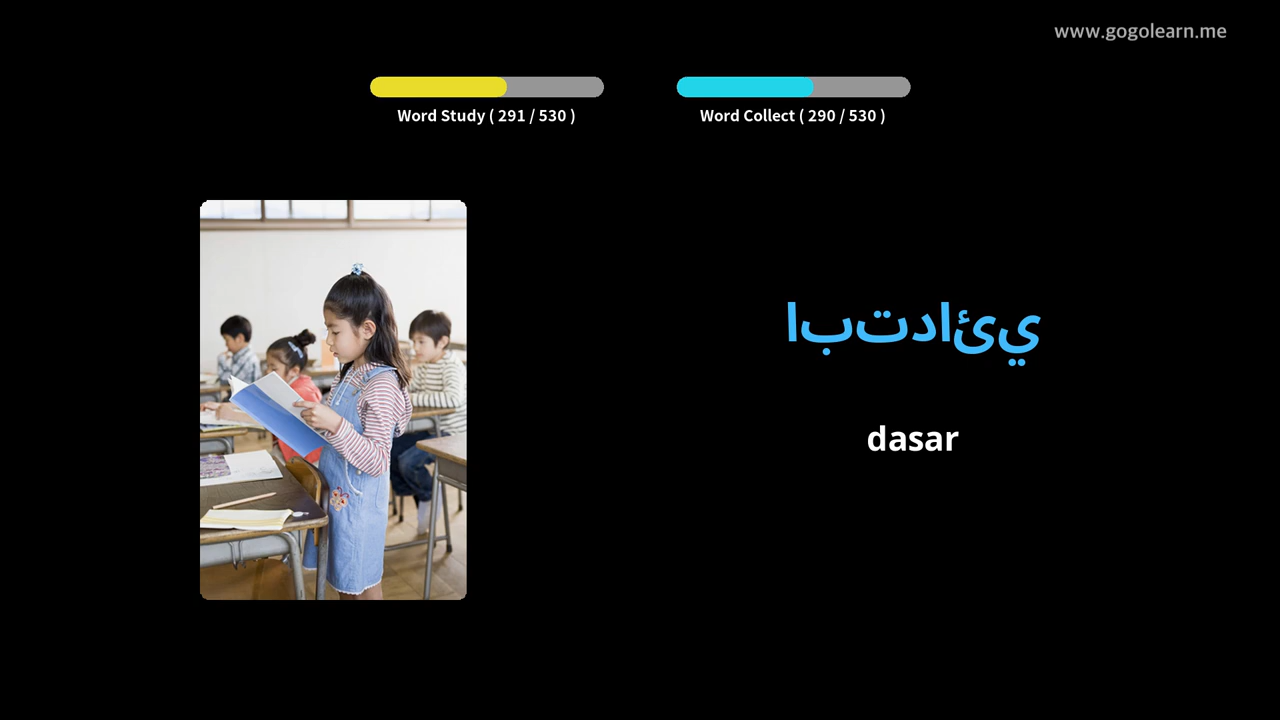 www.gogolearn.me
Word Study ( 291 / 530 )
Word Collect ( 290 / 530 )
ابتدائي
dasar